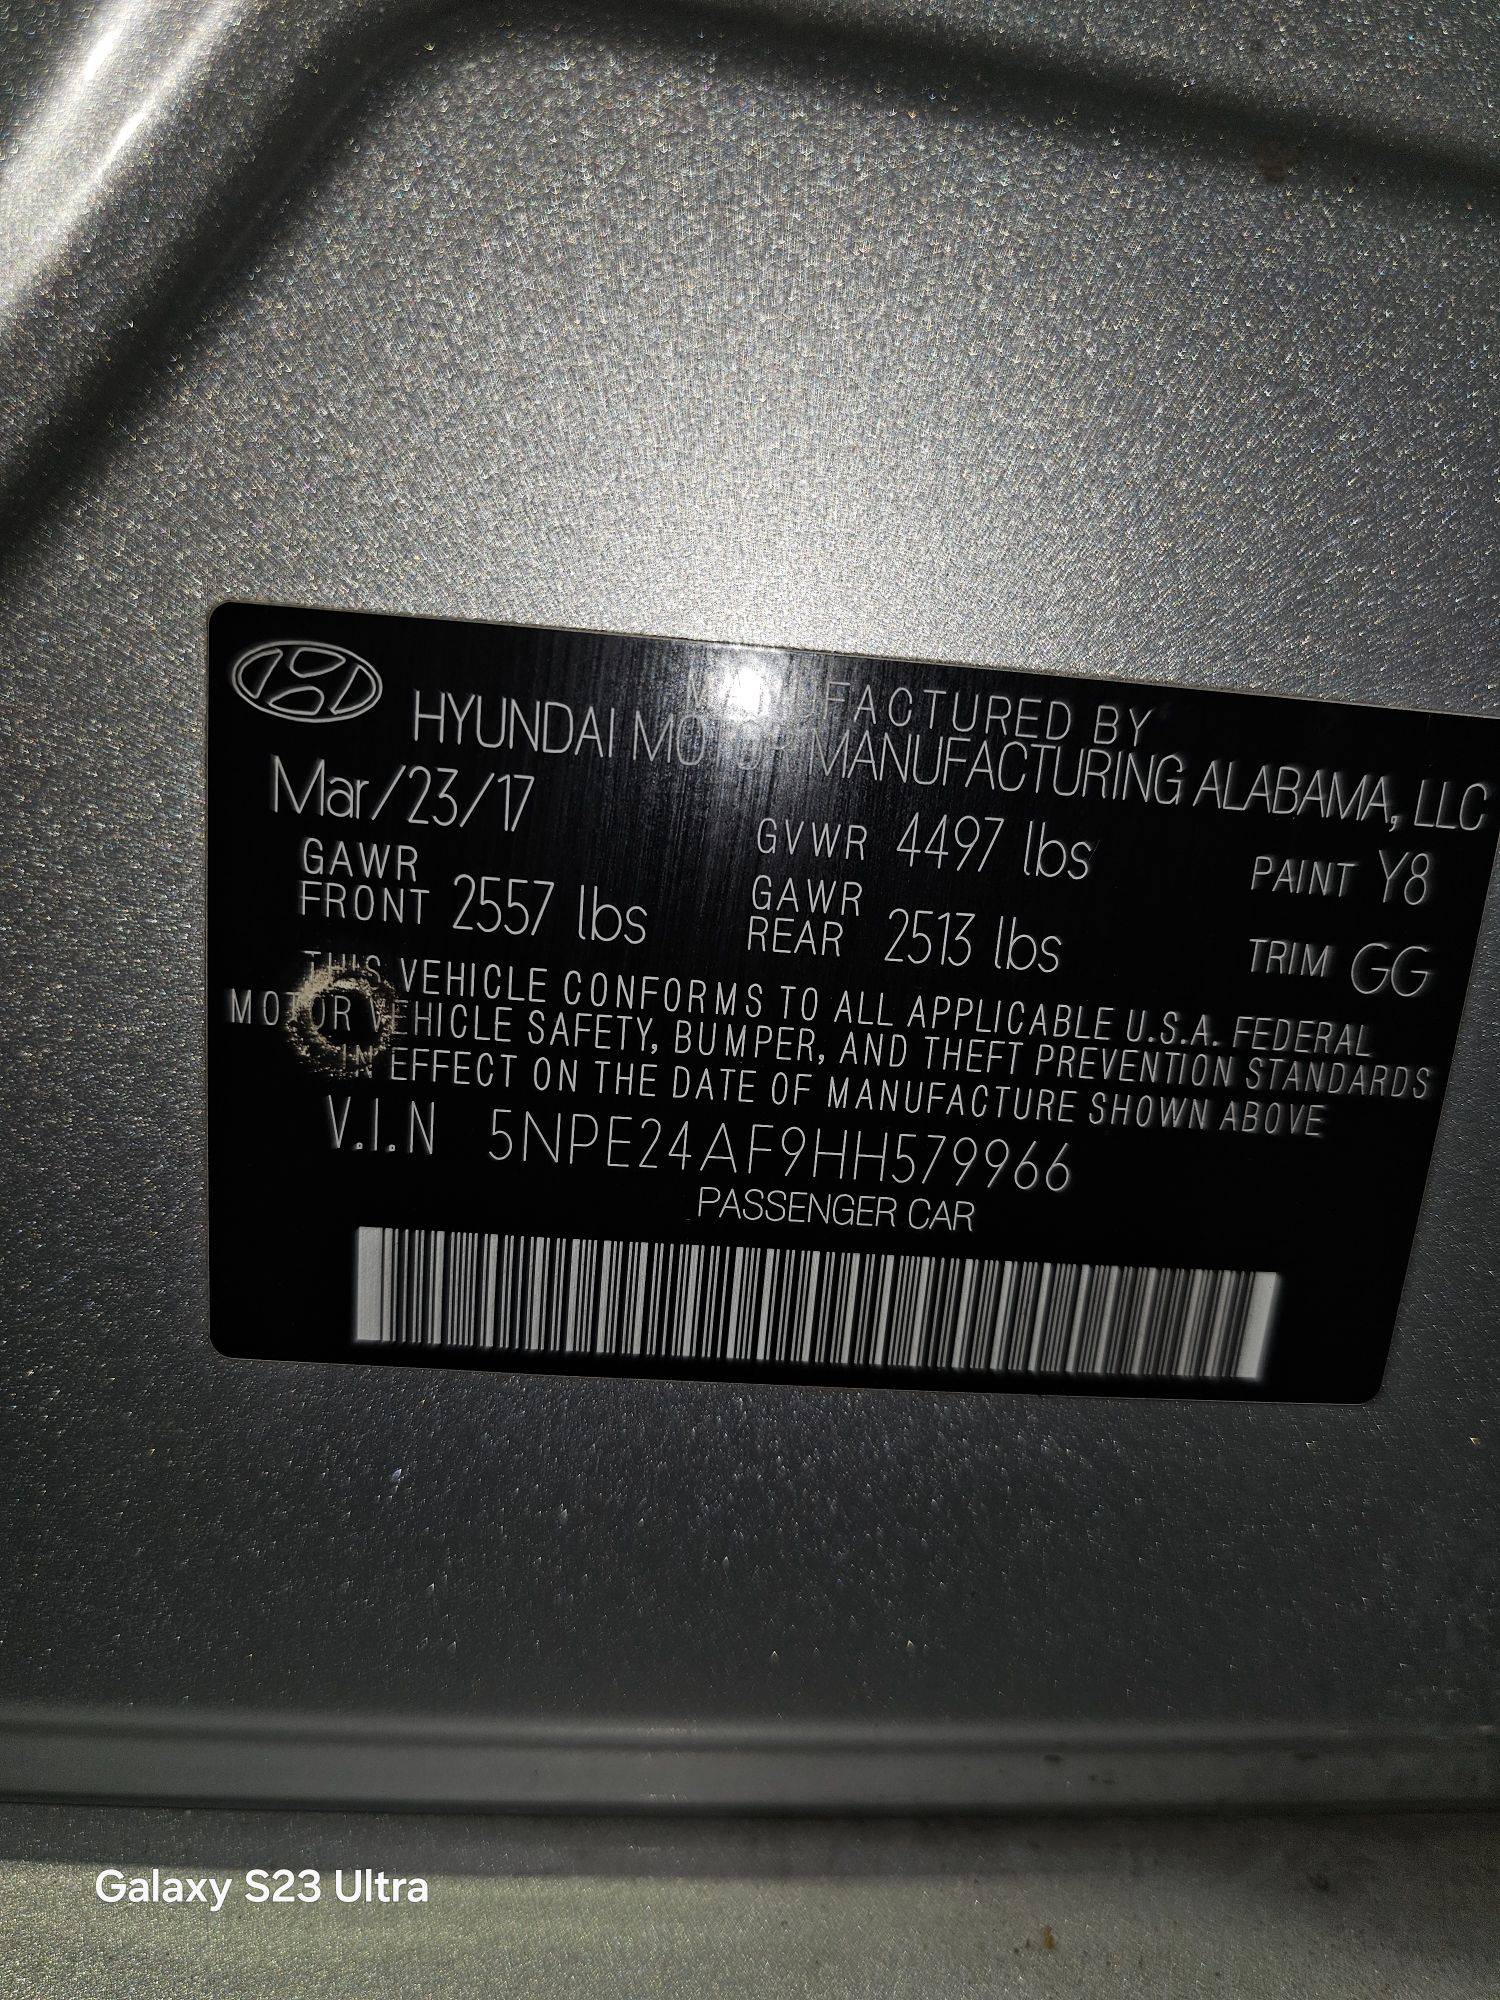 MANUFACTURED BY
HYUNDAI MOTOR MANUFACTURING ALABAMA, LLC
Mar/23/17
GVWR 4497 lbs
PAINT Y8
GAWR
FRONT 2557 lbs
GAWR
REAR 2513 lbs
TRIM GG
THIS VEHICLE CONFORMS TO ALL APPLICABLE U.S.A. FEDERAL
MOTOR VEHICLE SAFETY, BUMPER, AND THEFT PREVENTION STANDARDS
IN EFFECT ON THE DATE OF MANUFACTURE SHOWN ABOVE
V.I.N 5NPE24AF9HH579966
PASSENGER CAR
Galaxy S23 Ultra